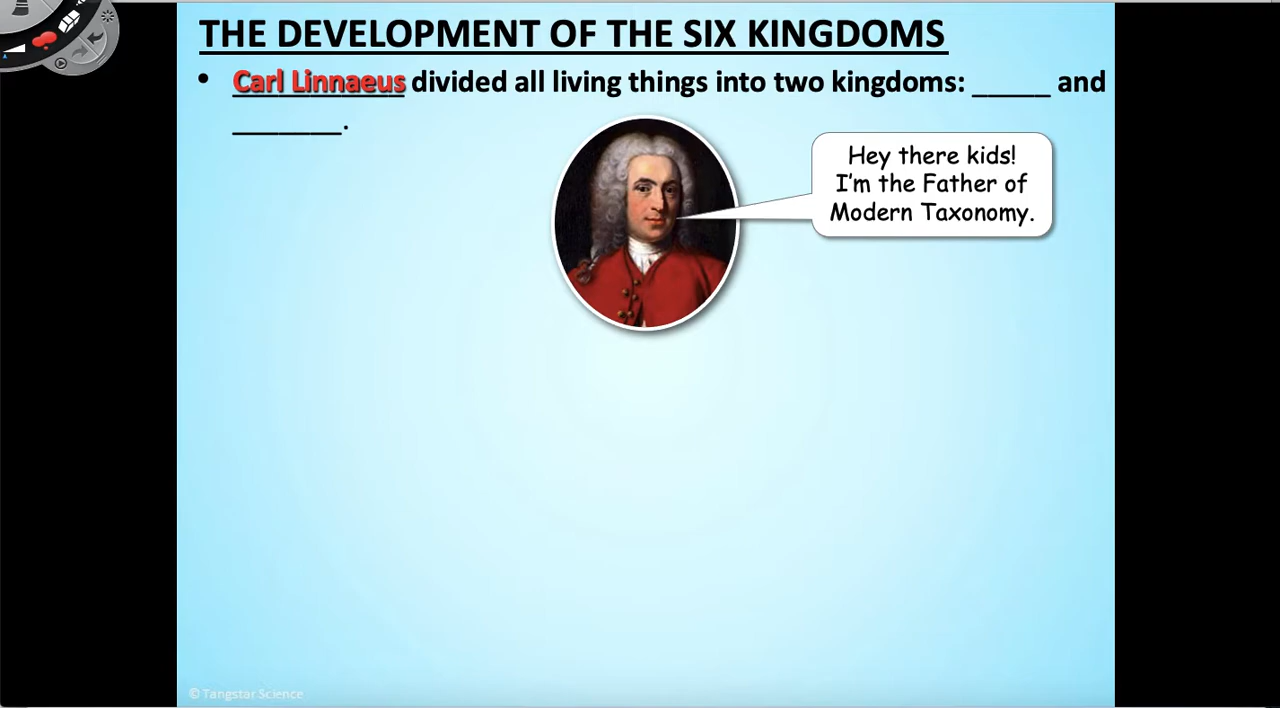 THE DEVELOPMENT OF THE SIX KINGDOMS
• Carl Linnaeus divided all living things into two kingdoms: _____ and
_______.
Hey there kids!
I'm the Father of
Modern Taxonomy.
© Tangstar Science